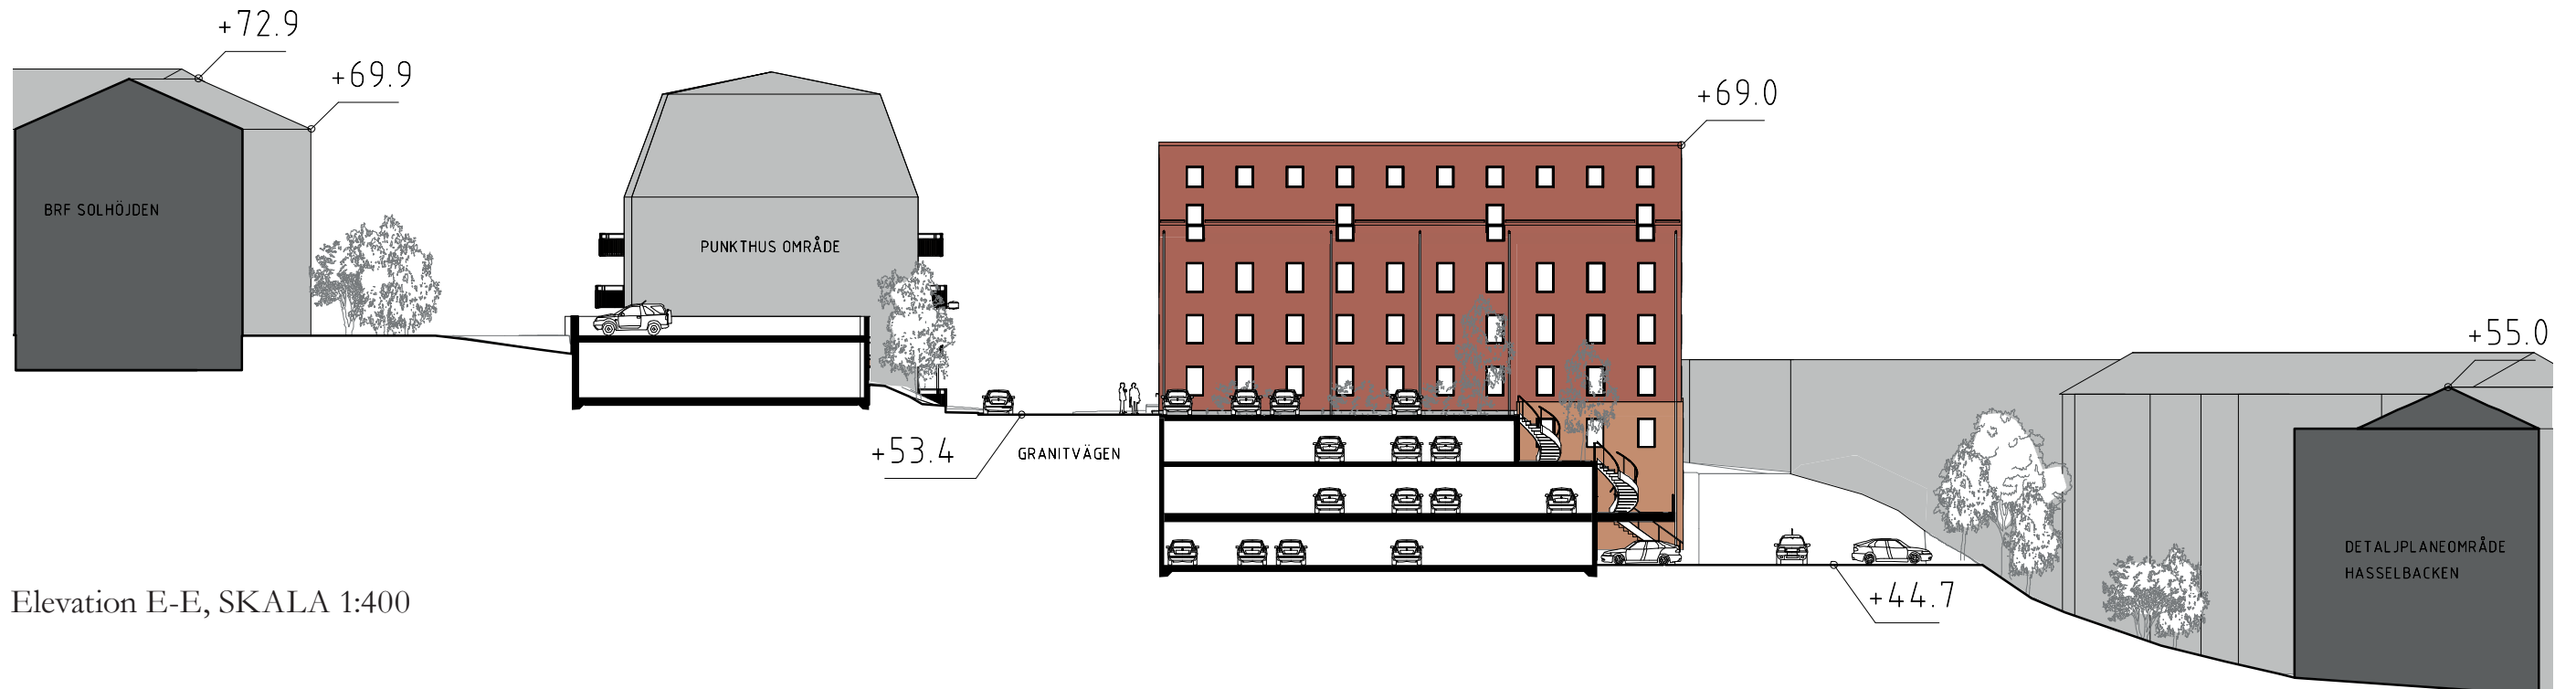 +72.9
+69.9
+69.0
BRF SOLHÖJDEN
PUNKTHUS OMRÅDE
+55.0
+53.4
GRANITVÄGEN
DETALJPLANEOMRÅDE
HASSELBACKEN
+44.7
Elevation E-E, SKALA 1:400